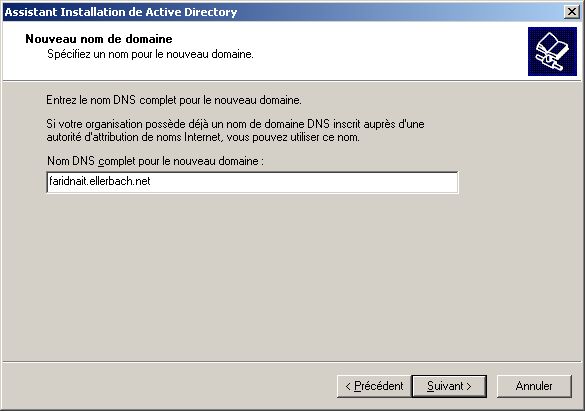 Assistant Installation de Active Directory
Nouveau nom de domaine
Spécifiez un nom pour le nouveau domaine.
Entrez le nom DNS complet pour le nouveau domaine.
Si votre organisation possède déjà un nom de domaine DNS inscrit auprès d'une
autorité d'attribution de noms Internet, vous pouvez utiliser ce nom.
Nom DNS complet pour le nouveau domaine :
faridnait.ellerbach.net
< Précédent Suivant > Annuler